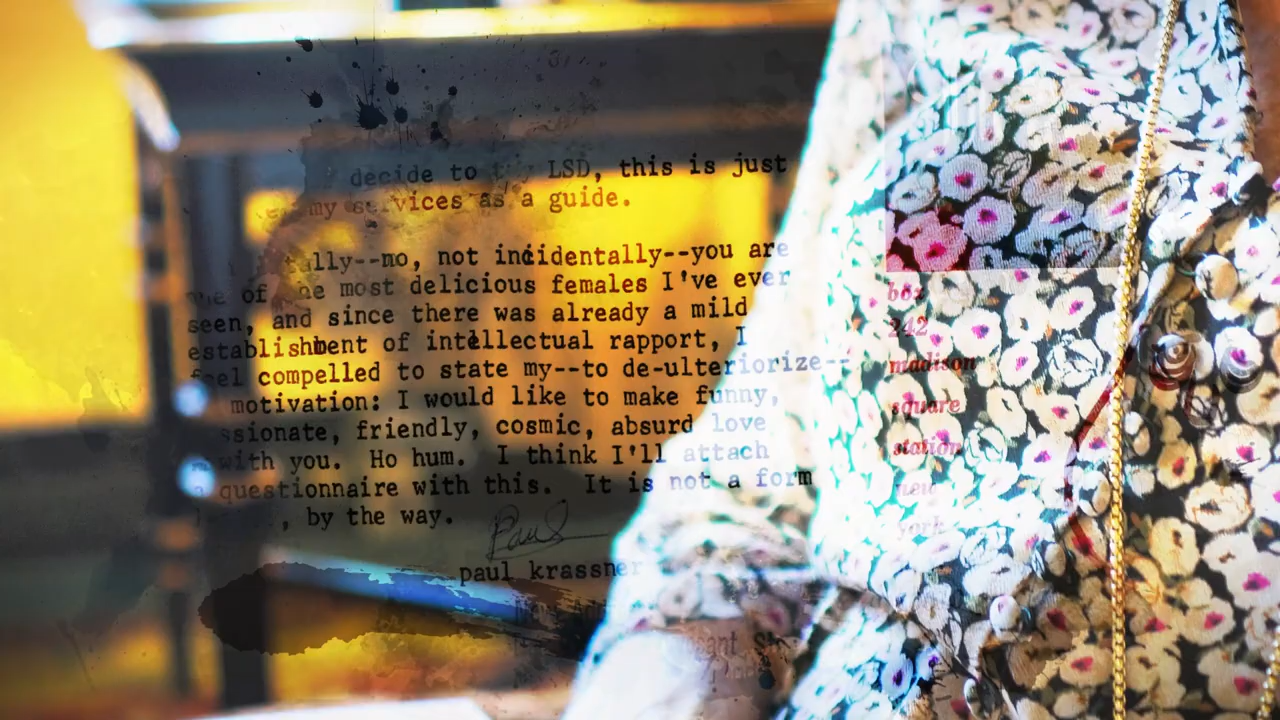 decide to try LSD, this is just
my services as a guide.
ally--no, not incidentally--you are
one of the most delicious females I've ever
seen, and since there was already a mild
establishment of intellectual rapport, I
feel compelled to state my--to de-ulteriorize--
motivation: I would like to make funny,
passionate, friendly, cosmic, absurd love
with you. Ho hum. I think I'll attach
a questionnaire with this. It is not a form
, by the way.
Paul
paul krassner
box
242
madison
square
station
new
york